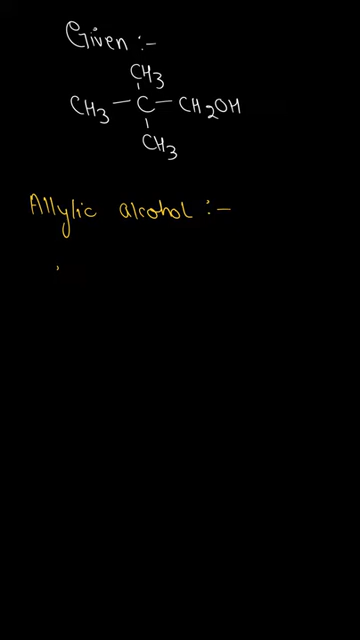 Given :-
CH3
CH3 - C - CH2OH
CH3
Allylic alcohol :-